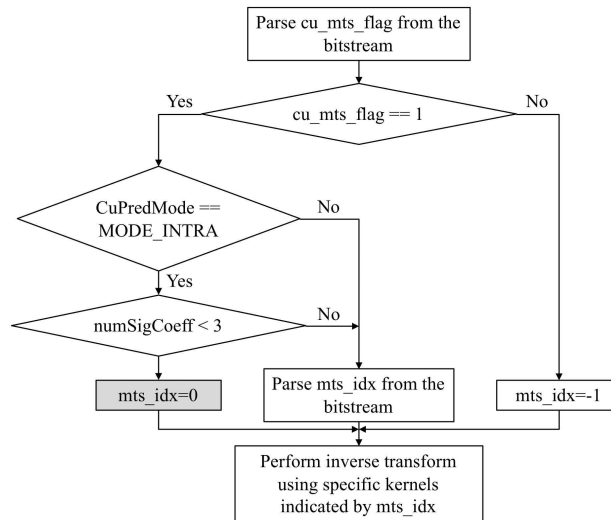 Parse cu_mts_flag from the
bitstream
Yes
No
cu_mts_flag == 1
CuPredMode ==
MODE_INTRA
No
Yes
numSigCoeff < 3
No
mts_idx=0
Parse mts_idx from the
bitstream
mts_idx=-1
Perform inverse transform
using specific kernels
indicated by mts_idx